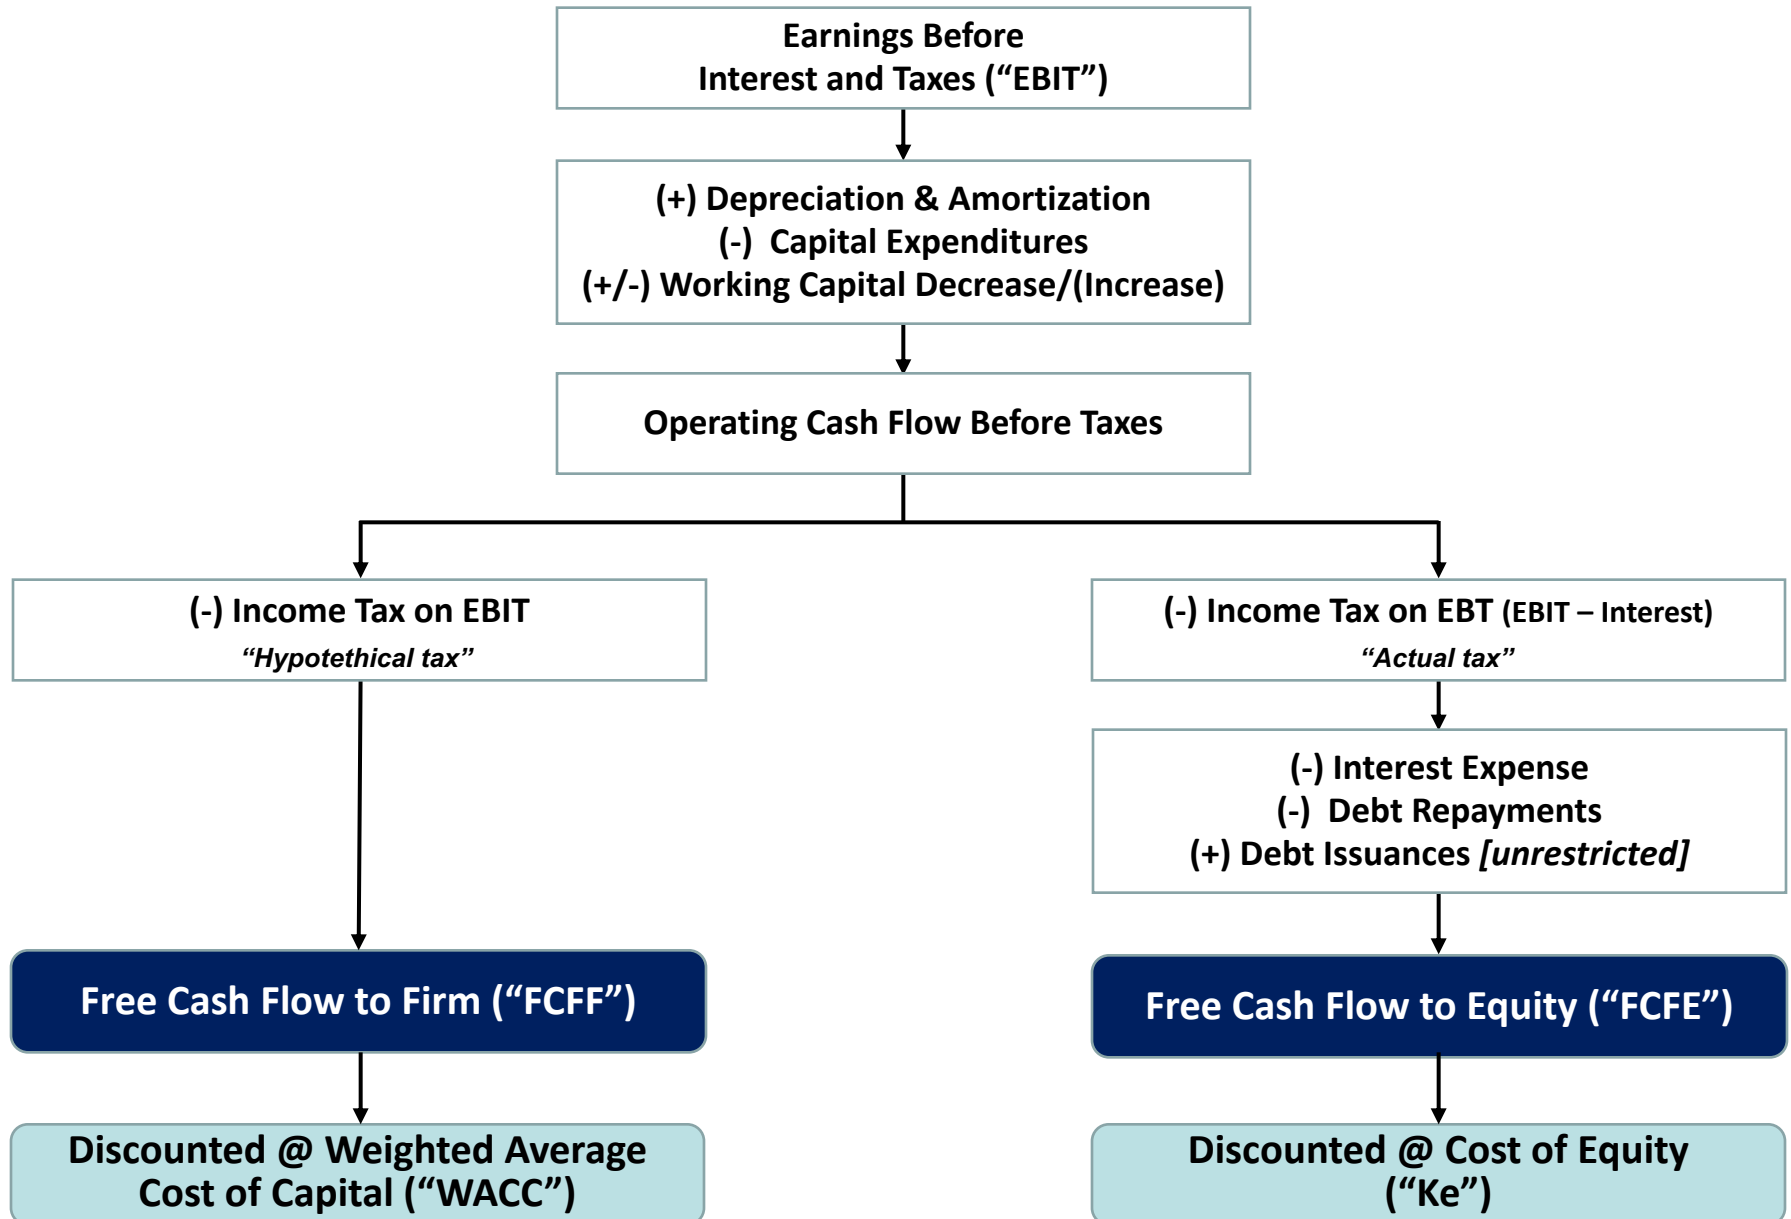 Earnings Before
Interest and Taxes (“EBIT”)
(+) Depreciation & Amortization
(-) Capital Expenditures
(+/-) Working Capital Decrease/(Increase)
Operating Cash Flow Before Taxes
(-) Income Tax on EBIT
“Hypotethical tax”
(-) Income Tax on EBT (EBIT – Interest)
“Actual tax”
(-) Interest Expense
(-) Debt Repayments
(+) Debt Issuances [unrestricted]
Free Cash Flow to Firm (“FCFF”)
Free Cash Flow to Equity (“FCFE”)
Discounted @ Weighted Average
Cost of Capital (“WACC”)
Discounted @ Cost of Equity
(“Ke”)